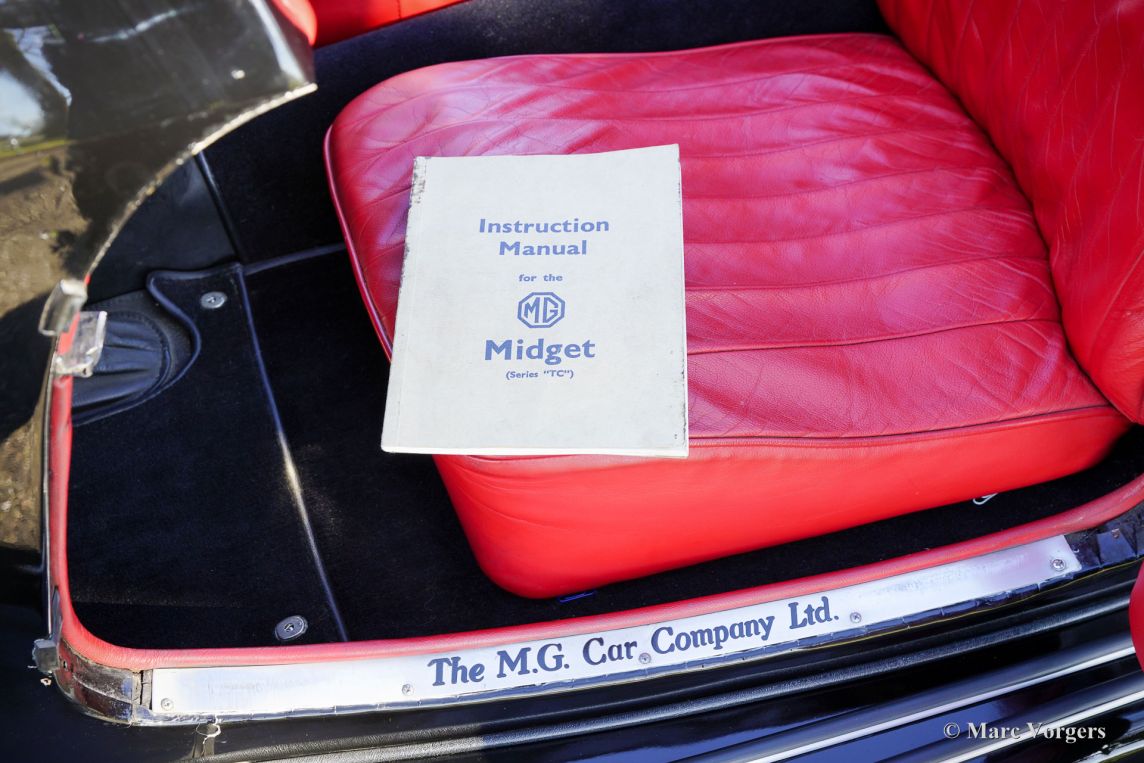 Instruction
Manual
for the
MG
Midget
(Series "TC")
The M.G. Car Company Ltd.
© Marc Vorgers